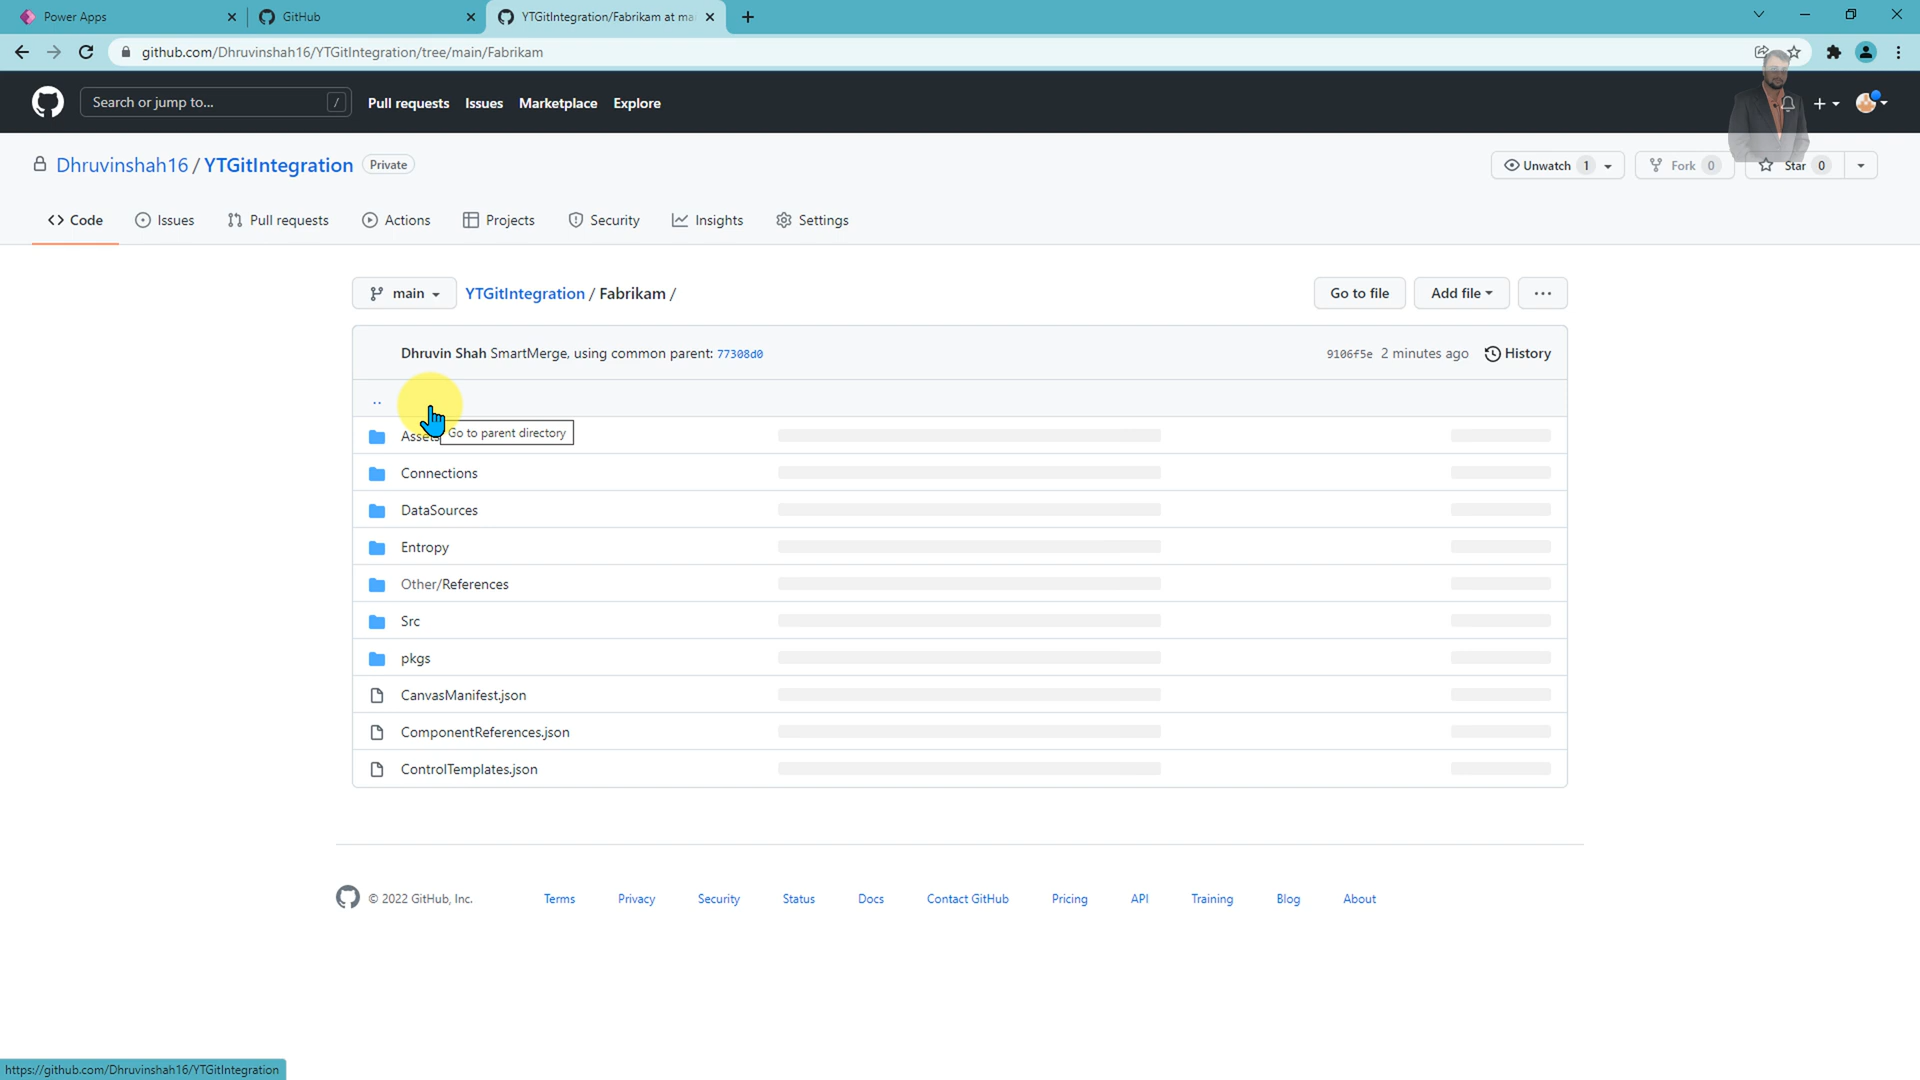 Power Apps
GitHub
YTGitIntegration/Fabrikam at mai
github.com/Dhruvinshah16/YTGitIntegration/tree/main/Fabrikam
Search or jump to...
/
Pull requests
Issues
Marketplace
Explore
Dhruvinshah16 / YTGitIntegration
Private
Unwatch 1
Fork 0
Star 0
Code
Issues
Pull requests
Actions
Projects
Security
Insights
Settings
main
YTGitIntegration / Fabrikam /
Go to file
Add file
Dhruvin Shah SmartMerge, using common parent: 77308d0
9106f5e 2 minutes ago
History
..
Assets
Go to parent directory
Connections
DataSources
Entropy
Other/References
Src
pkgs
CanvasManifest.json
ComponentReferences.json
ControlTemplates.json
© 2022 GitHub, Inc.
Terms
Privacy
Security
Status
Docs
Contact GitHub
Pricing
API
Training
Blog
About
https://github.com/Dhruvinshah16/YTGitIntegration